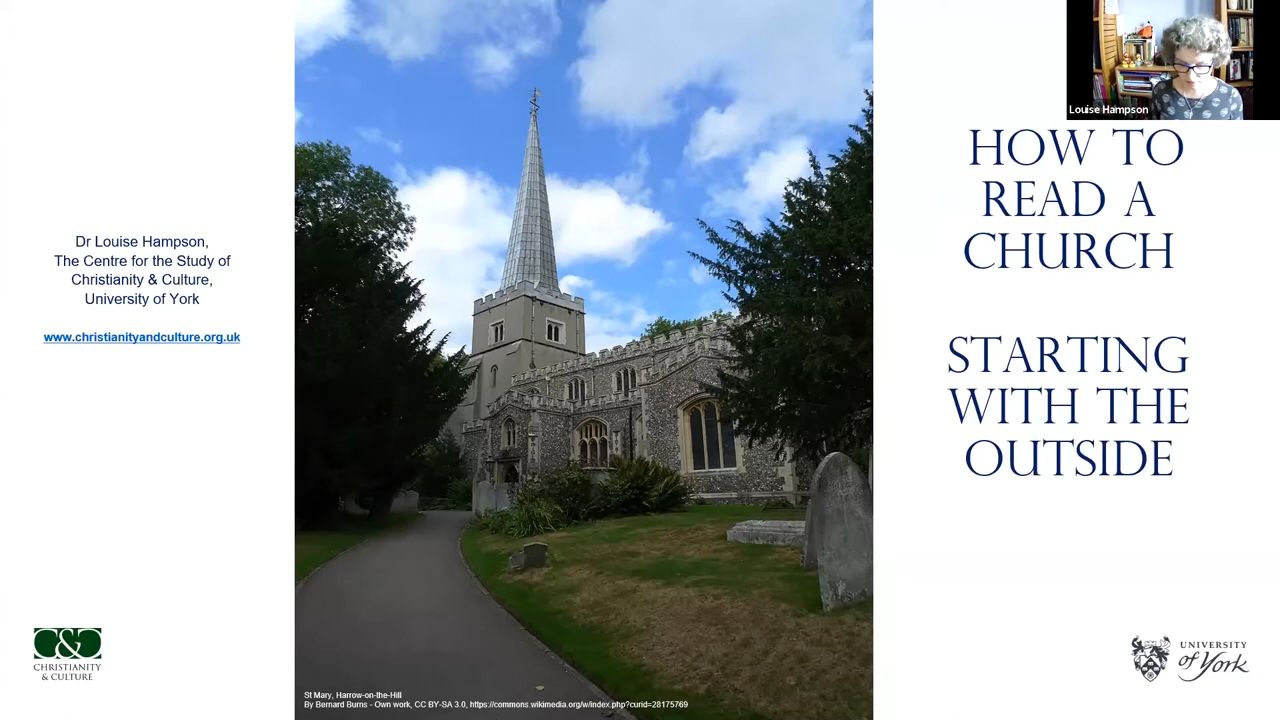 Louise Hampson
HOW TO
READ A
CHURCH
STARTING
WITH THE
OUTSIDE
Dr Louise Hampson,
The Centre for the Study of
Christianity & Culture,
University of York
www.christianityandculture.org.uk
C&C
CHRISTIANITY
& CULTURE
St Mary, Harrow-on-the-Hill
By Bernard Burns - Own work, CC BY-SA 3.0, https://commons.wikimedia.org/w/index.php?curid=28175769
UNIVERSITY
of York